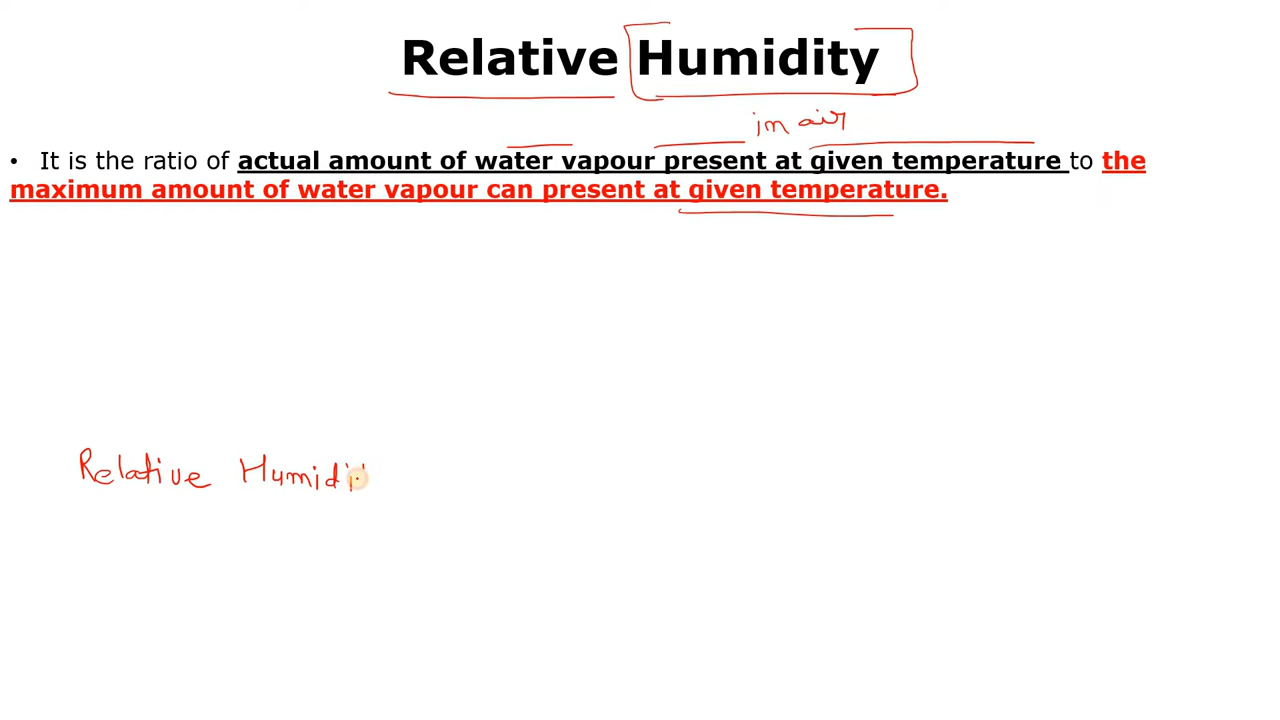 Relative Humidity
in air
• It is the ratio of actual amount of water vapour present at given temperature to the
maximum amount of water vapour can present at given temperature.
Relative Humidi